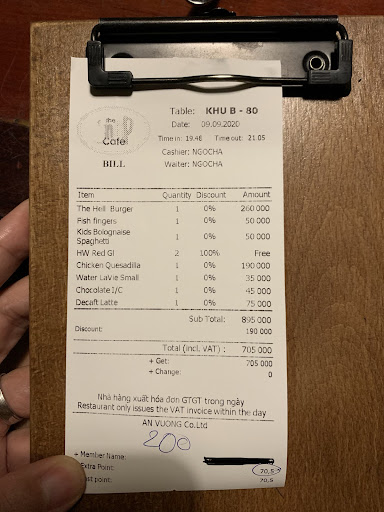 the
Cafe
BILL
Table: KHU B - 80
Date: 09.09.2020
Time in: 19.48 Time out: 21.05
Cashier: NGOCHA
Waiter: NGOCHA
Item Quantity Discount Amount
The Hell Burger 1 0% 260 000
Fish fingers 1 0% 50 000
Kids Bolognaise
Spaghetti 1 0% 50 000
HW Red Gl 2 100% Free
Chicken Quesadilla 1 0% 190 000
Water LaVie Small 1 0% 35 000
Chocolate I/C 1 0% 45 000
Decaft Latte 1 0% 75 000
Sub Total: 895 000
Discount: 190 000
Total (incl, VAT) : 705 000
+ Get: 705 000
+ Change: 0
Nhà hàng xuất hóa đơn GTGT trong ngày
Restaurant only issues the VAT invoice within the day
AN VUONG Co.Ltd
200
+ Member Name:
Extra Point: 70,5
point: 70,5